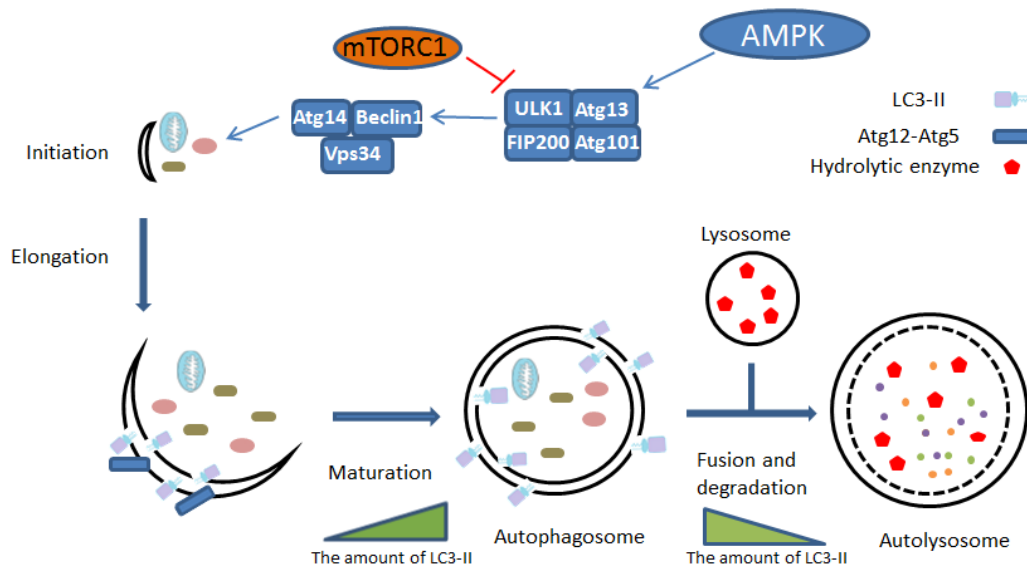 mTORC1
AMPK
ULK1 Atg13
FIP200 Atg101
Atg14 Beclin1
Vps34
LC3-II
Atg12-Atg5
Hydrolytic enzyme
Initiation
Elongation
Lysosome
Maturation
Fusion and
degradation
The amount of LC3-II
Autophagosome
The amount of LC3-II
Autolysosome